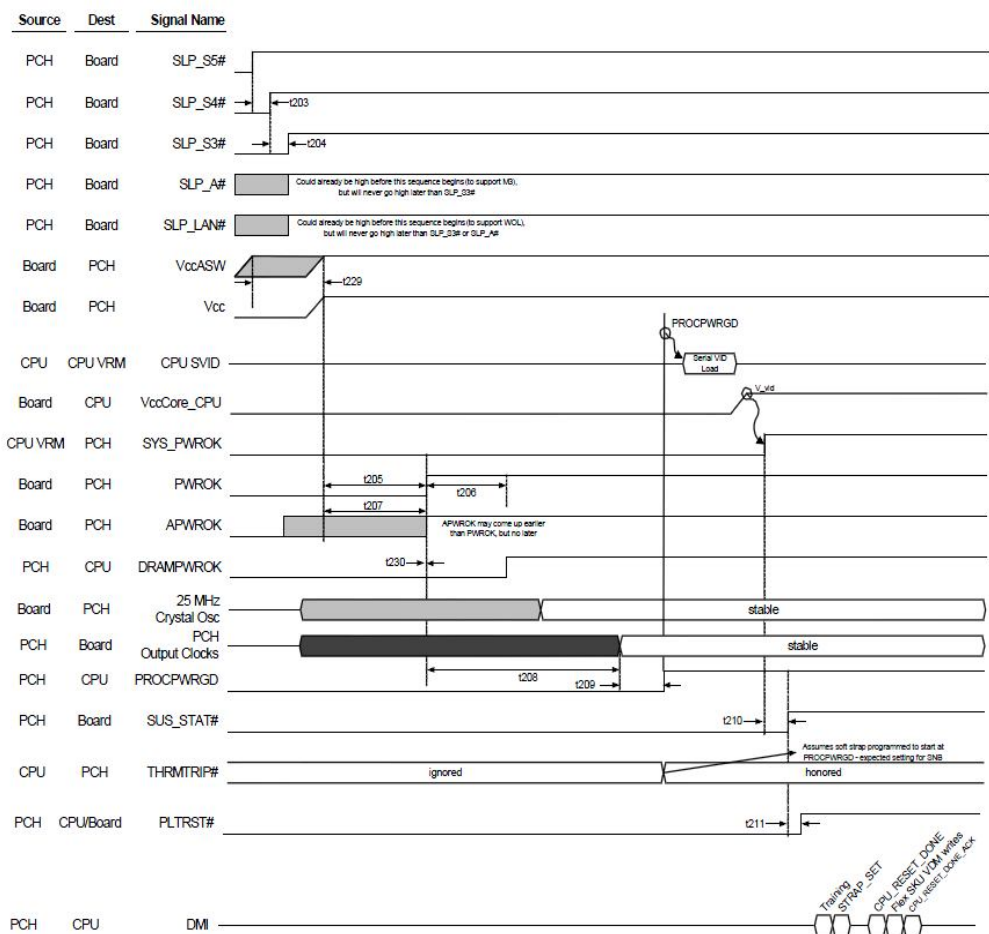 Source Dest Signal Name
PCH Board SLP_S5#
PCH Board SLP_S4# t203
PCH Board SLP_S3# t204
PCH Board SLP_A# Could already be high before this sequence begins (to support M3),
but will never go high later than SLP_S3#
PCH Board SLP_LAN# Could already be high before this sequence begins (to support WOL),
but will never go high later than SLP_S3# or SLP_A#
Board PCH VccASW
t229
Board PCH Vcc
PROCPWRGD
CPU CPU VRM CPU SVID Serial VID
Load
V_vid
Board CPU VccCore_CPU
CPU VRM PCH SYS_PWROK
Board PCH PWROK t205 t206
t207
Board PCH APWROK APWROK may come up earlier
than PWROK, but no later
PCH CPU DRAMPWROK t230
Board PCH 25 MHz
Crystal Osc stable
PCH Board PCH
Output Clocks stable
PCH CPU PROCPWRGD t208 t209
PCH Board SUS_STAT# t210
Assumes soft strap programmed to start at
PROCPWRGD - expected setting for SNB
CPU PCH THRMTRIP# ignored honored
PCH CPU/Board PLTRST# t211
Training
STRAP_SET
CPU_RESET_DONE
Flex SKU VDM writes
CPU_RESET_DONE_ACK
PCH CPU DMI